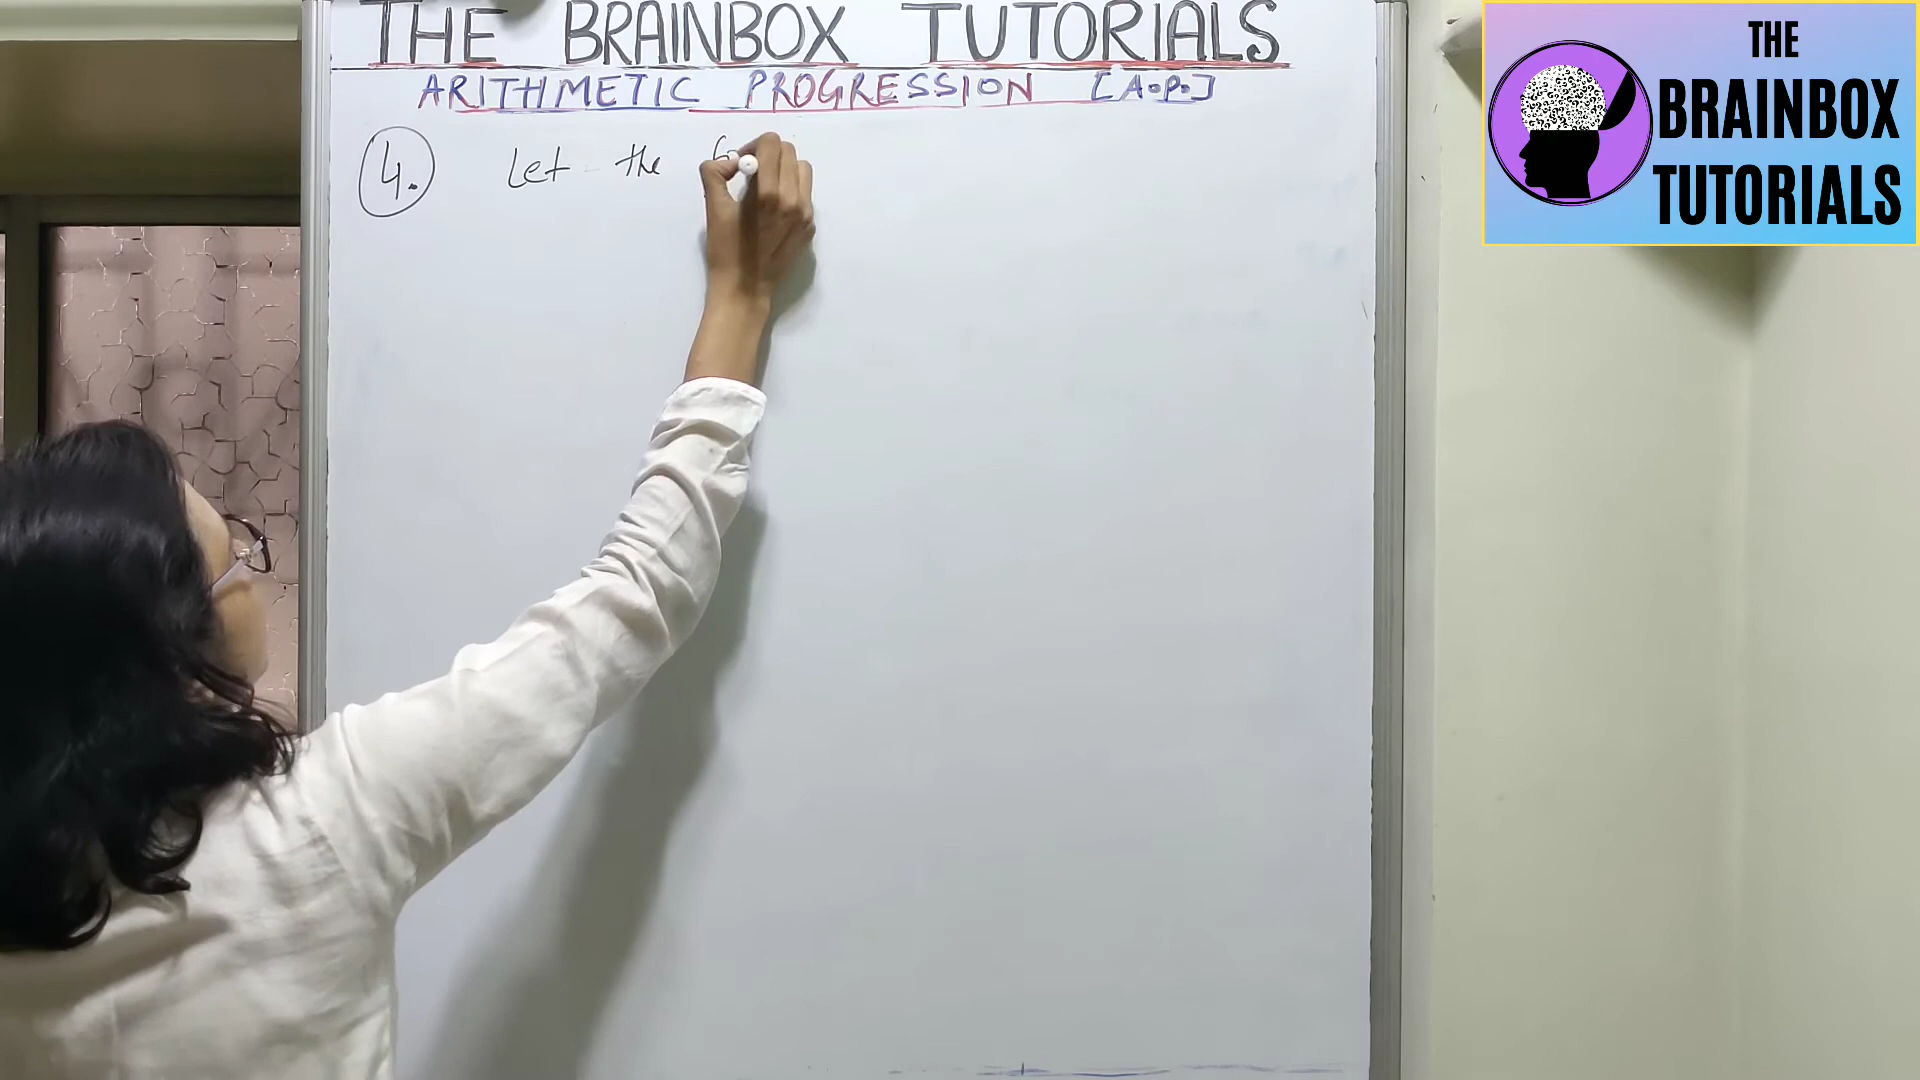 THE BRAINBOX TUTORIALS
ARITHMETIC PROGRESSION [A.P.]
4. Let the
THE
BRAINBOX
TUTORIALS